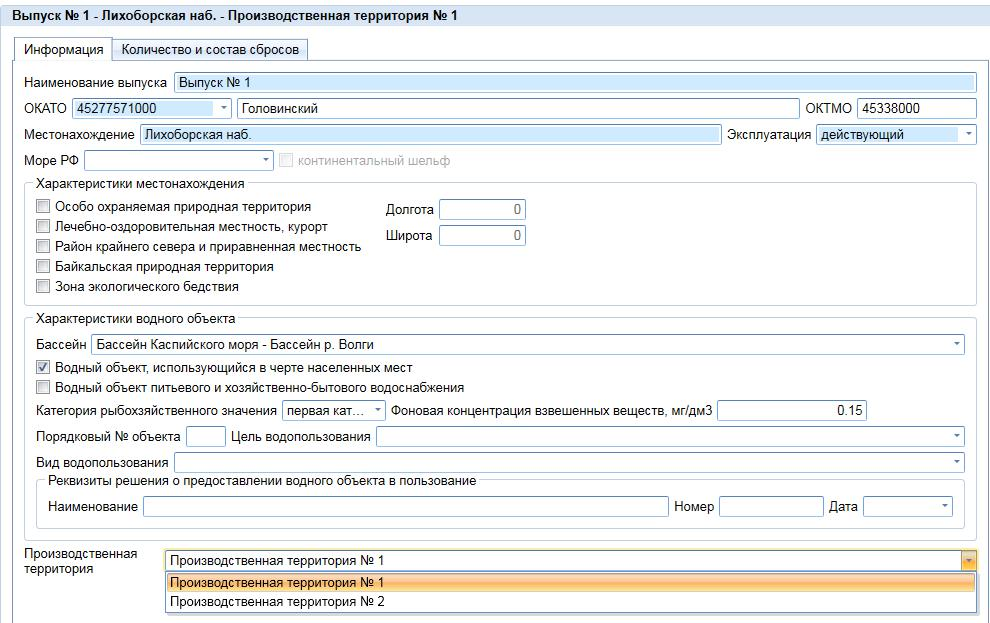 Выпуск № 1 - Лихоборская наб. - Производственная территория № 1
Информация Количество и состав сбросов
Наименование выпуска Выпуск № 1
ОКАТО 45277571000 Головинский ОКТМО 45338000
Местонахождение Лихоборская наб. Эксплуатация действующий
Море РФ континентальный шельф
Характеристики местонахождения
Особо охраняемая природная территория Долгота 0
Лечебно-оздоровительная местность, курорт
Широта 0
Район крайнего севера и приравненная местность
Байкальская природная территория
Зона экологического бедствия
Характеристики водного объекта
Бассейн Бассейн Каспийского моря - Бассейн р. Волги
Водный объект, использующийся в черте населенных мест
Водный объект питьевого и хозяйственно-бытового водоснабжения
Категория рыбохзяйственного значения первая кат... Фоновая концентрация взвешенных веществ, мг/дм3 0.15
Порядковый № объекта Цель водопользования
Вид водопользования
Реквизиты решения о предоставлении водного объекта в пользование
Наименование Номер Дата
Производственная
территория
Производственная территория № 1
Производственная территория № 1
Производственная территория № 2